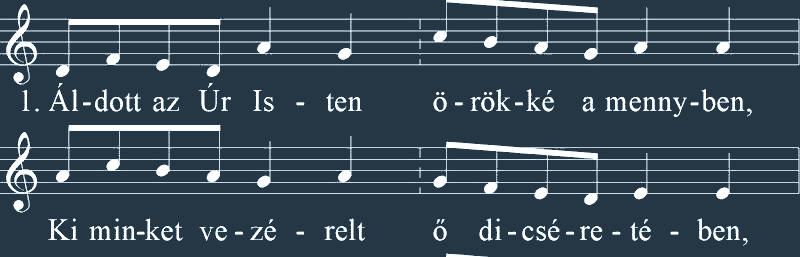 1. Ál-dott az Úr Is - ten ö - rök-ké a menny-ben,
Ki min-ket ve - zé - relt ő di - csé - re - té - ben,